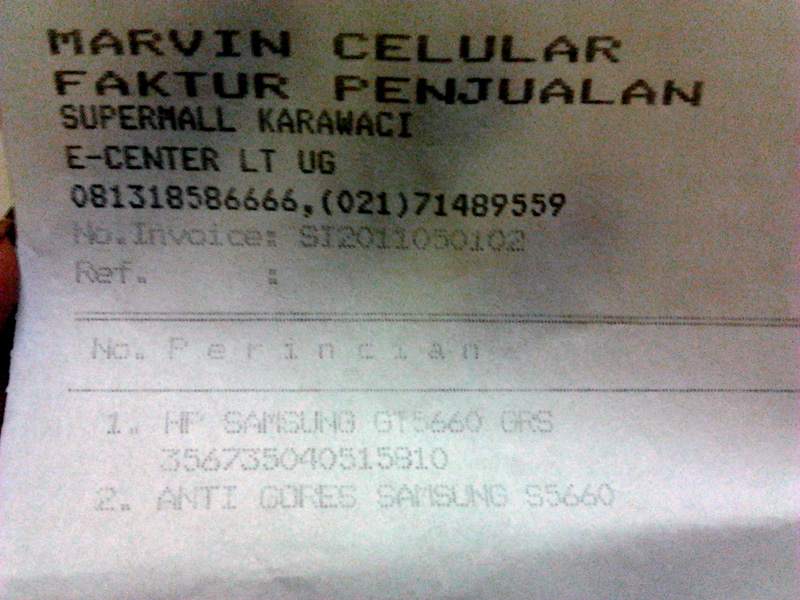 MARVIN CELULAR
FAKTUR PENJUALAN
SUPERMALL KARAWACI
E-CENTER LT UG
081318586666,(021)71489559
No.Invoice: SI2011050102
Ref. :
No. P e r i n c i a n
1. HP SAMSUNG GT5660 GRS
356735040515810
2. ANTI GORES SAMSUNG S5660